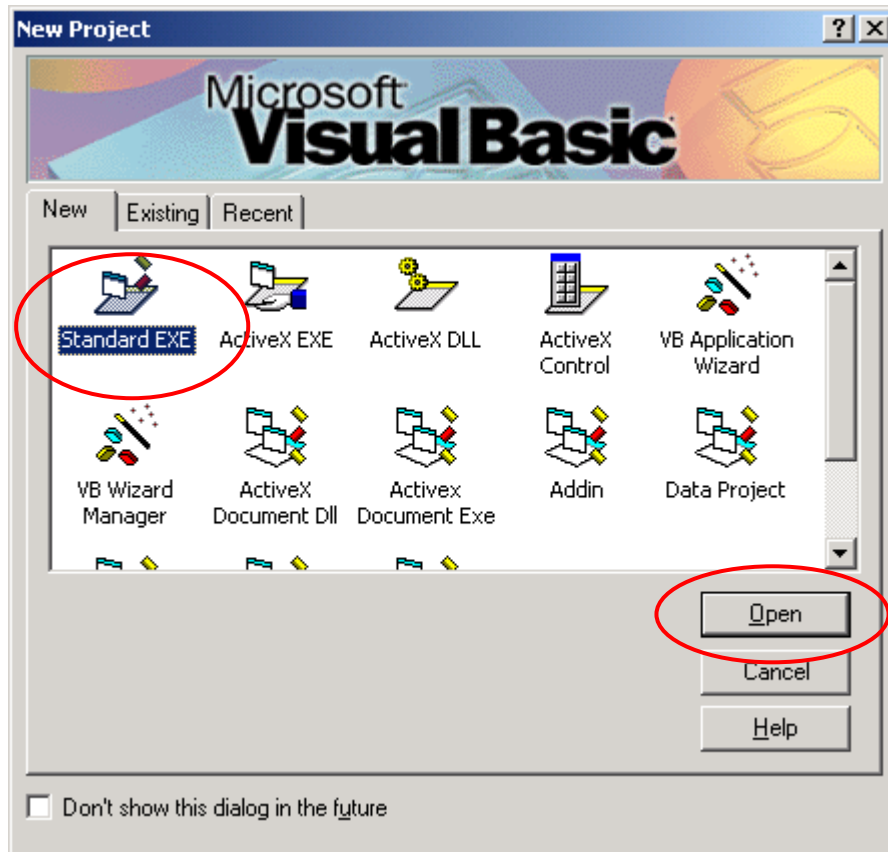 New Project
Microsoft
Visual Basic
New Existing Recent
Standard EXE ActiveX EXE ActiveX DLL ActiveX Control VB Application Wizard
VB Wizard Manager ActiveX Document Dll Activex Document Exe Addin Data Project
Open
Cancel
Help
Don't show this dialog in the future